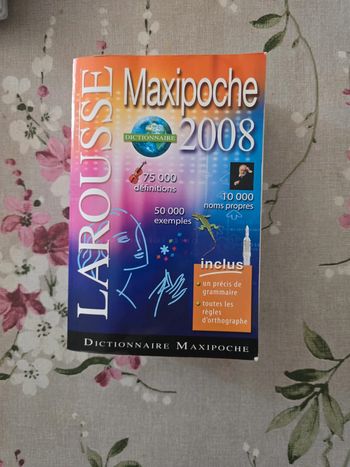 LAROUSSE
Maxipoche
DICTIONNAIRE
2008
75 000
définitions
10 000
noms propres
50 000
exemples
inclus
un précis de
grammaire
toutes les
règles
d'orthographe
DICTIONNAIRE MAXIPOCHE